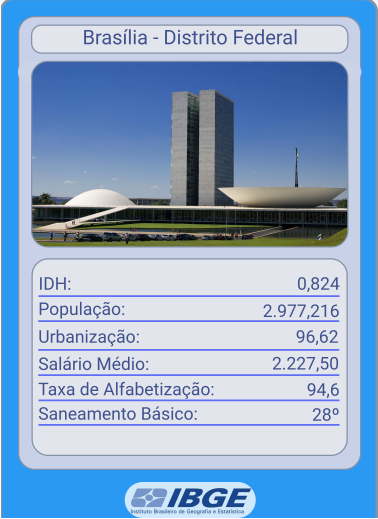 Brasília - Distrito Federal
IDH: 0,824
População: 2.977,216
Urbanização: 96,62
Salário Médio: 2.227,50
Taxa de Alfabetização: 94,6
Saneamento Básico: 28º
IBGE
Instituto Brasileiro de Geografia e Estatística